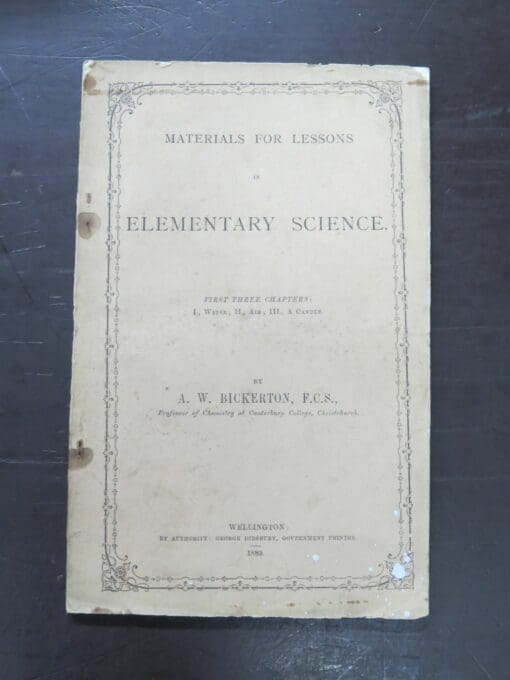 MATERIALS FOR LESSONS
IN
ELEMENTARY SCIENCE.
FIRST THREE CHAPTERS:
I., WATER; II., AIR; III., A CANDLE.
BY
A. W. BICKERTON, F.C.S.,
Professor of Chemistry at Canterbury College, Christchurch.
WELLINGTON:
BY AUTHORITY: GEORGE DIDSBURY, GOVERNMENT PRINTER.
1883.